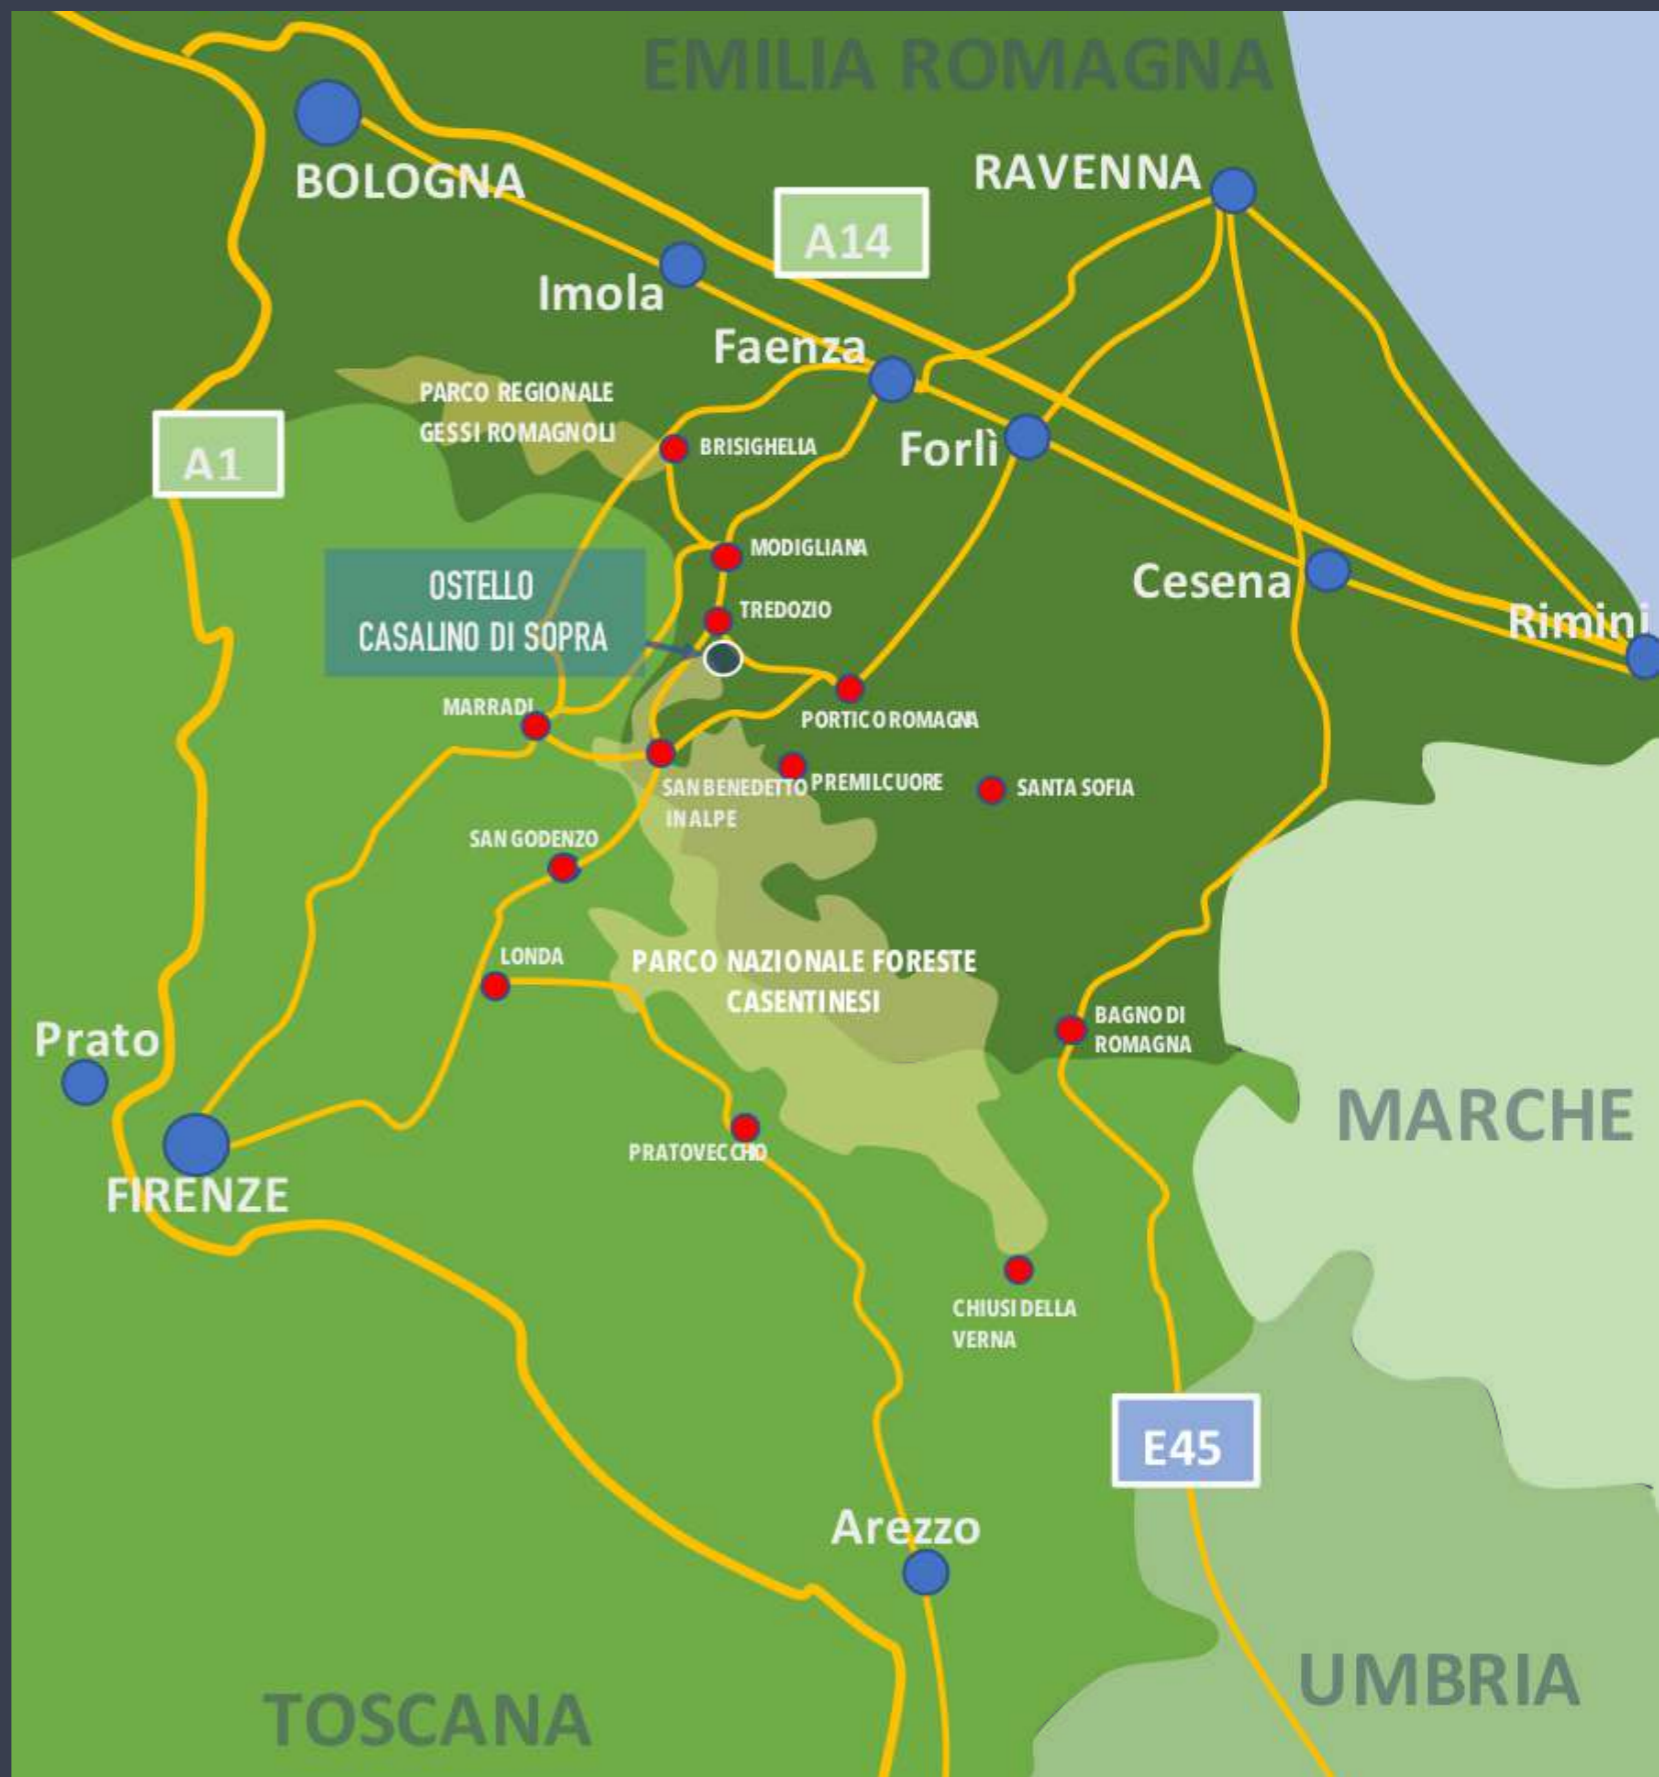 EMILIA ROMAGNA
BOLOGNA
RAVENNA
A14
Imola
Faenza
PARCO REGIONALE
GESSI ROMAGNOLI
BRISIGHELLA
Forlì
A1
MODIGLIANA
OSTELLO
CASALINO DI SOPRA
TREDOZIO
Cesena
Rimini
MARRADI
PORTICO ROMAGNA
SAN BENEDETTO
IN ALPE
PREMILCUORE
SANTA SOFIA
SAN GODENZO
LONDA
PARCO NAZIONALE FORESTE
CASENTINESI
BAGNO DI
ROMAGNA
Prato
MARCHE
PRATOVECCHIO
FIRENZE
CHIUSI DELLA
VERNA
E45
Arezzo
UMBRIA
TOSCANA